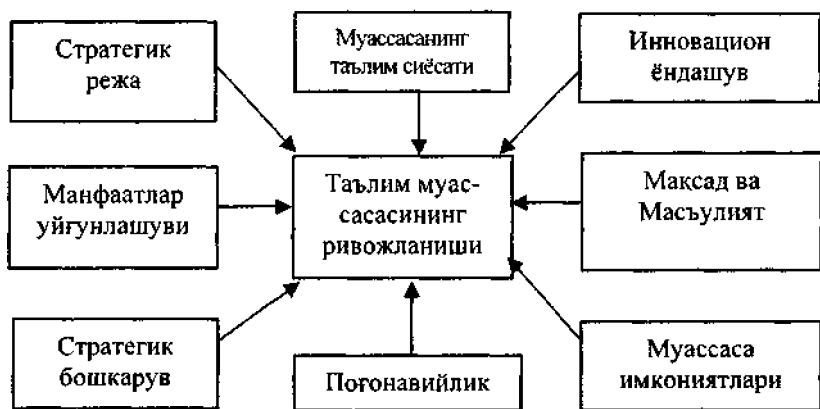 Стратегик
режа
Муассасанинг
таълим сиёсати
Инновацион
ёндашув
Манфаатлар
уйғунлашуви
Таълим муас-
сасасининг
ривожланиши
Мақсад ва
Масъулият
Стратегик
бошкарув
Поғонавийлик
Муассаса
имкониятлари